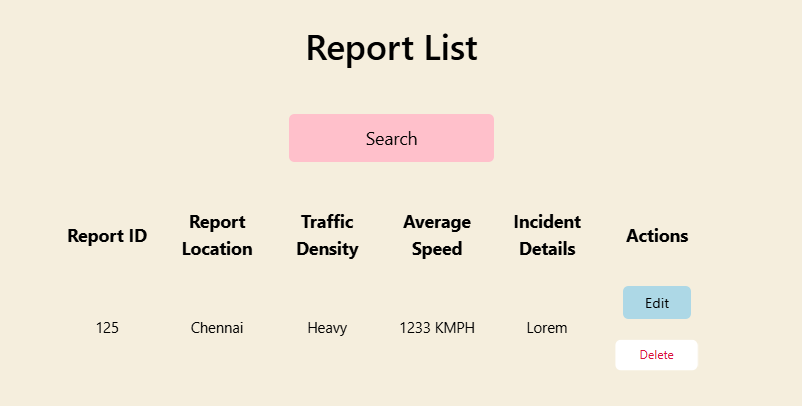 Report List
Search
Report ID Report Location Traffic Density Average Speed Incident Details Actions
125 Chennai Heavy 1233 KMPH Lorem Edit
Delete